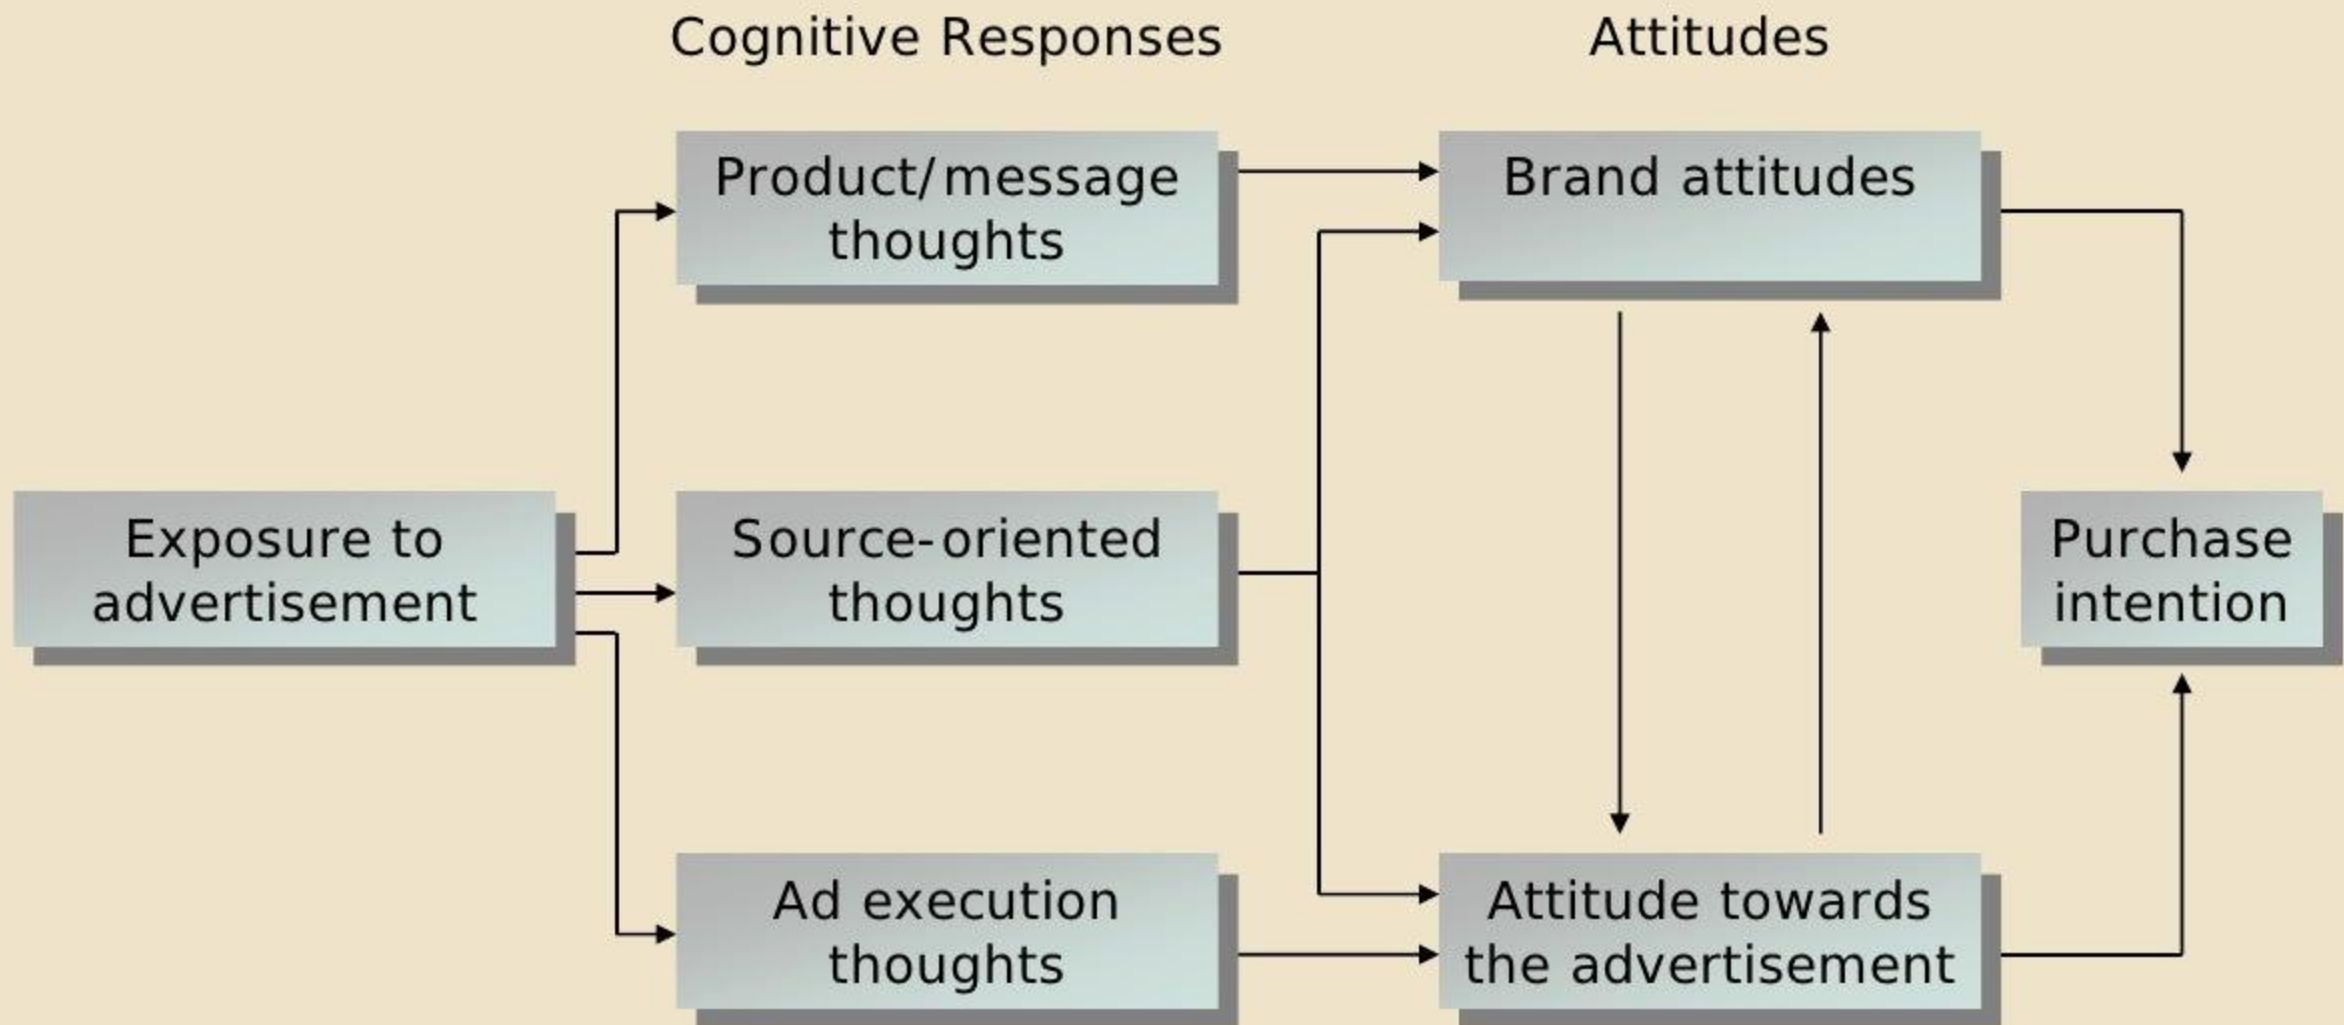 Cognitive Responses
Attitudes
Product/message
thoughts
Brand attitudes
Exposure to
advertisement
Source-oriented
thoughts
Purchase
intention
Ad execution
thoughts
Attitude towards
the advertisement